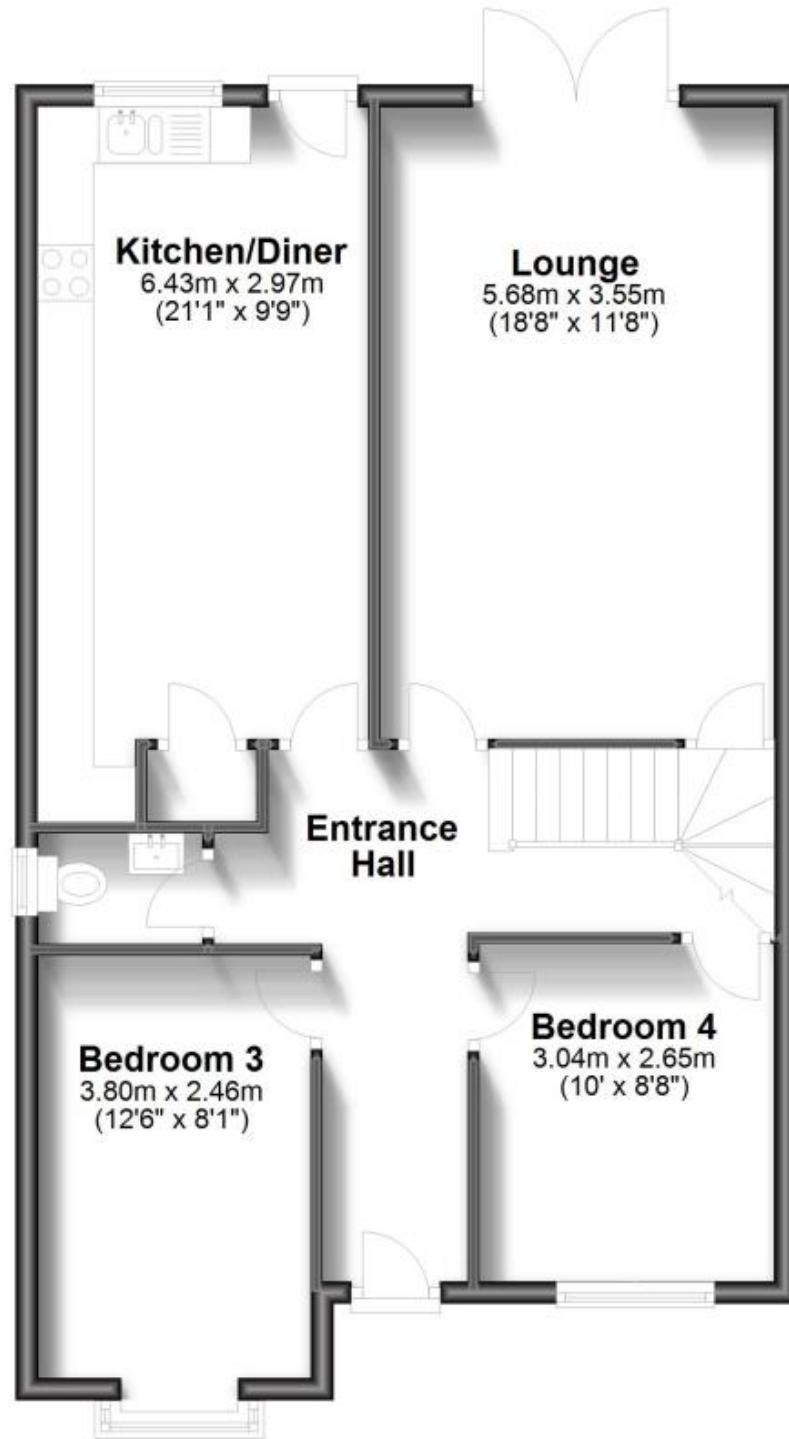 Kitchen/Diner
6.43m x 2.97m
(21'1" x 9'9")
Lounge
5.68m x 3.55m
(18'8" x 11'8")
Entrance
Hall
Bedroom 3
3.80m x 2.46m
(12'6" x 8'1")
Bedroom 4
3.04m x 2.65m
(10' x 8'8")